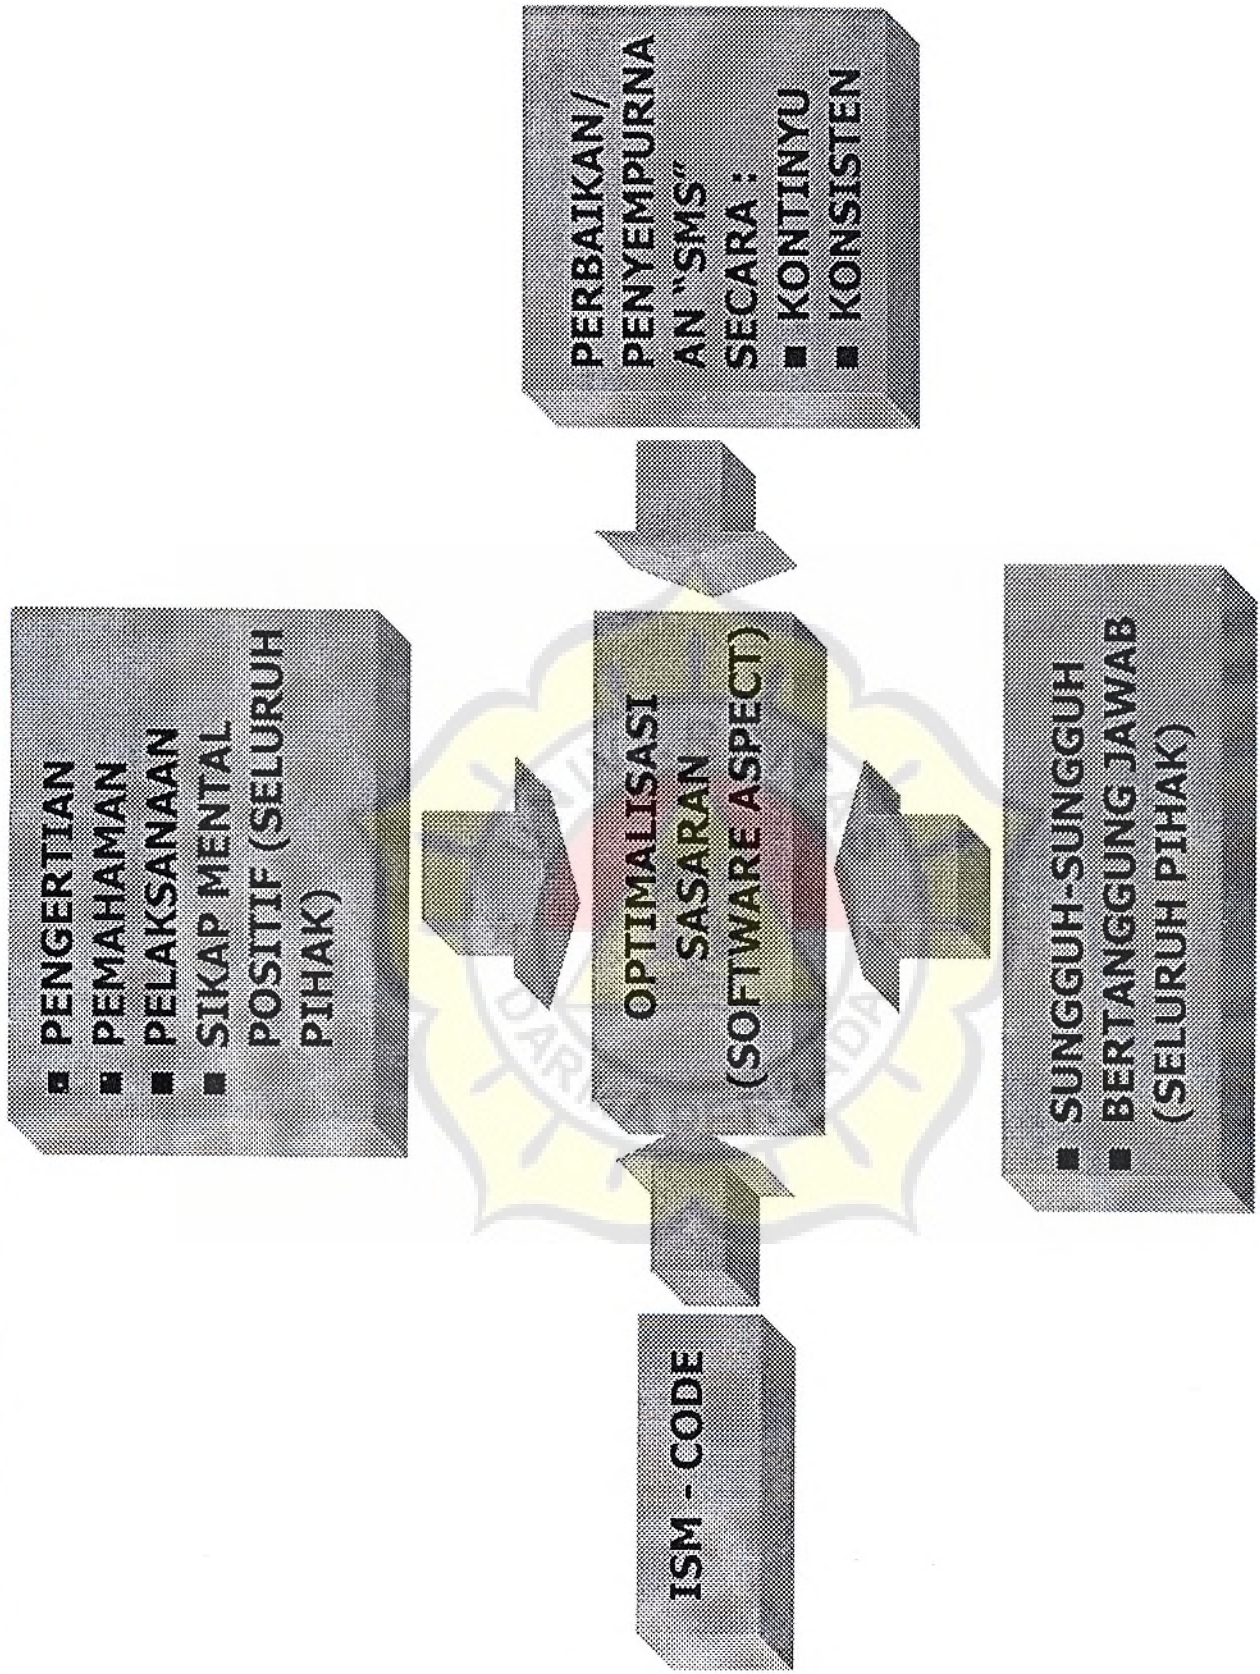 PENGERTIAN
PEMAHAMAN
PELAKSANAAN
SIKAP MENTAL
POSITIF (SELURUH
PIHAK)
ISM - CODE
OPTIMALISASI
SASARAN
(SOFTWARE ASPECT)
PERBAIKAN/
PENYEMPURNA
AN "SMS"
SECARA :
KONTINYU
KONSISTEN
SUNGGUH-SUNGGUH
BERTANGGUNG JAWAB
(SELURUH PIHAK)